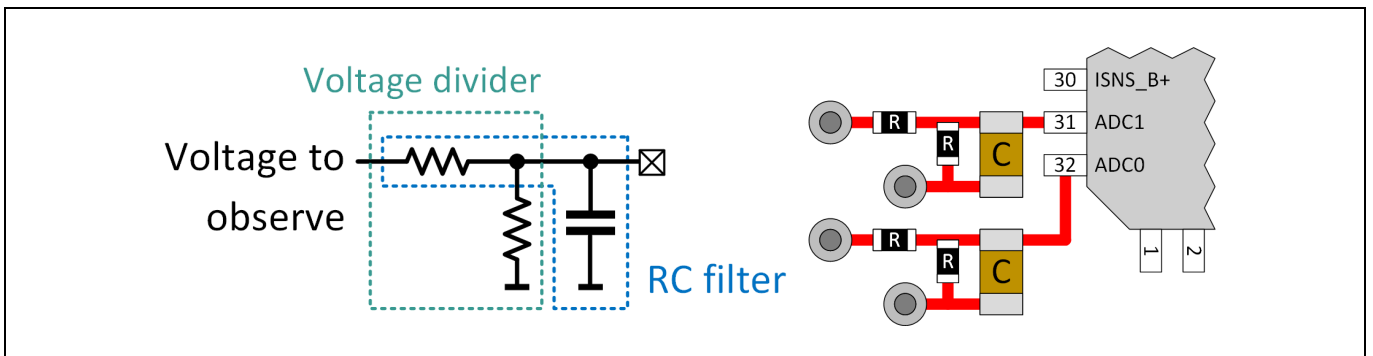 Voltage divider
Voltage to
observe
RC filter
30 ISNS_B+
R 31 ADC1
R C
32 ADC0
R
R C
1 2